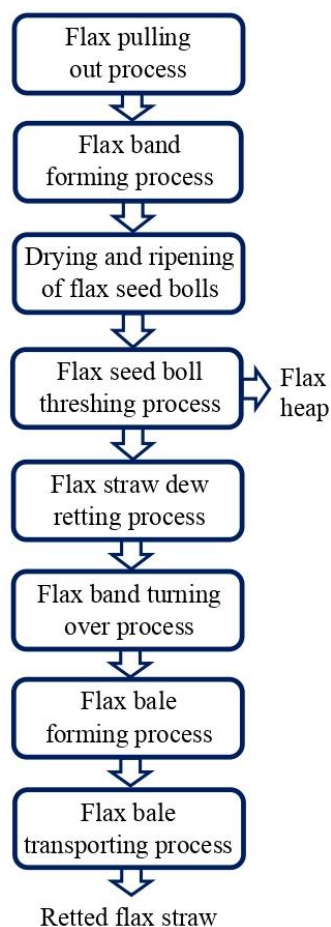 Flax pulling
out process
Flax band
forming process
Drying and ripening
of flax seed bolls
Flax seed boll
threshing process
Flax
heap
Flax straw dew
retting process
Flax band turning
over process
Flax bale
forming process
Flax bale
transporting process
Retted flax straw